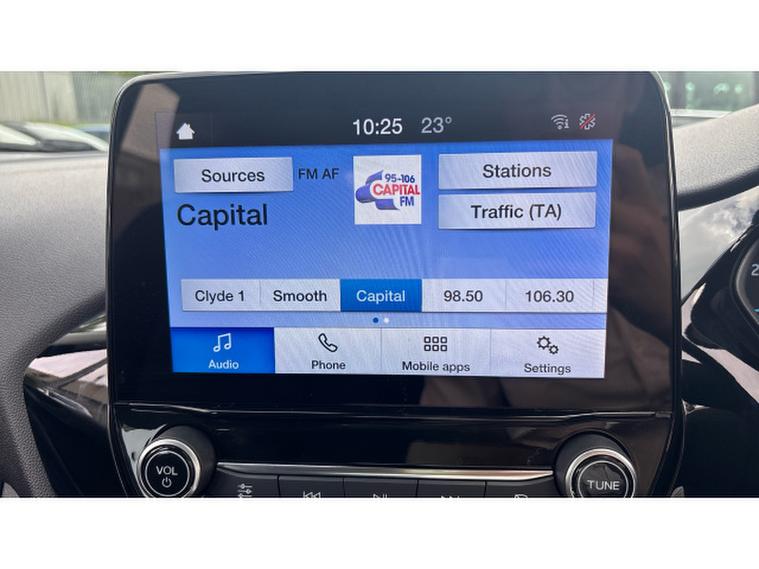 10:25 23°
Sources FM AF
95-106
CAPITAL
FM
Stations
Capital
Traffic (TA)
Clyde 1 Smooth Capital 98.50 106.30
Audio Phone Mobile apps Settings
VOL
TUNE
2